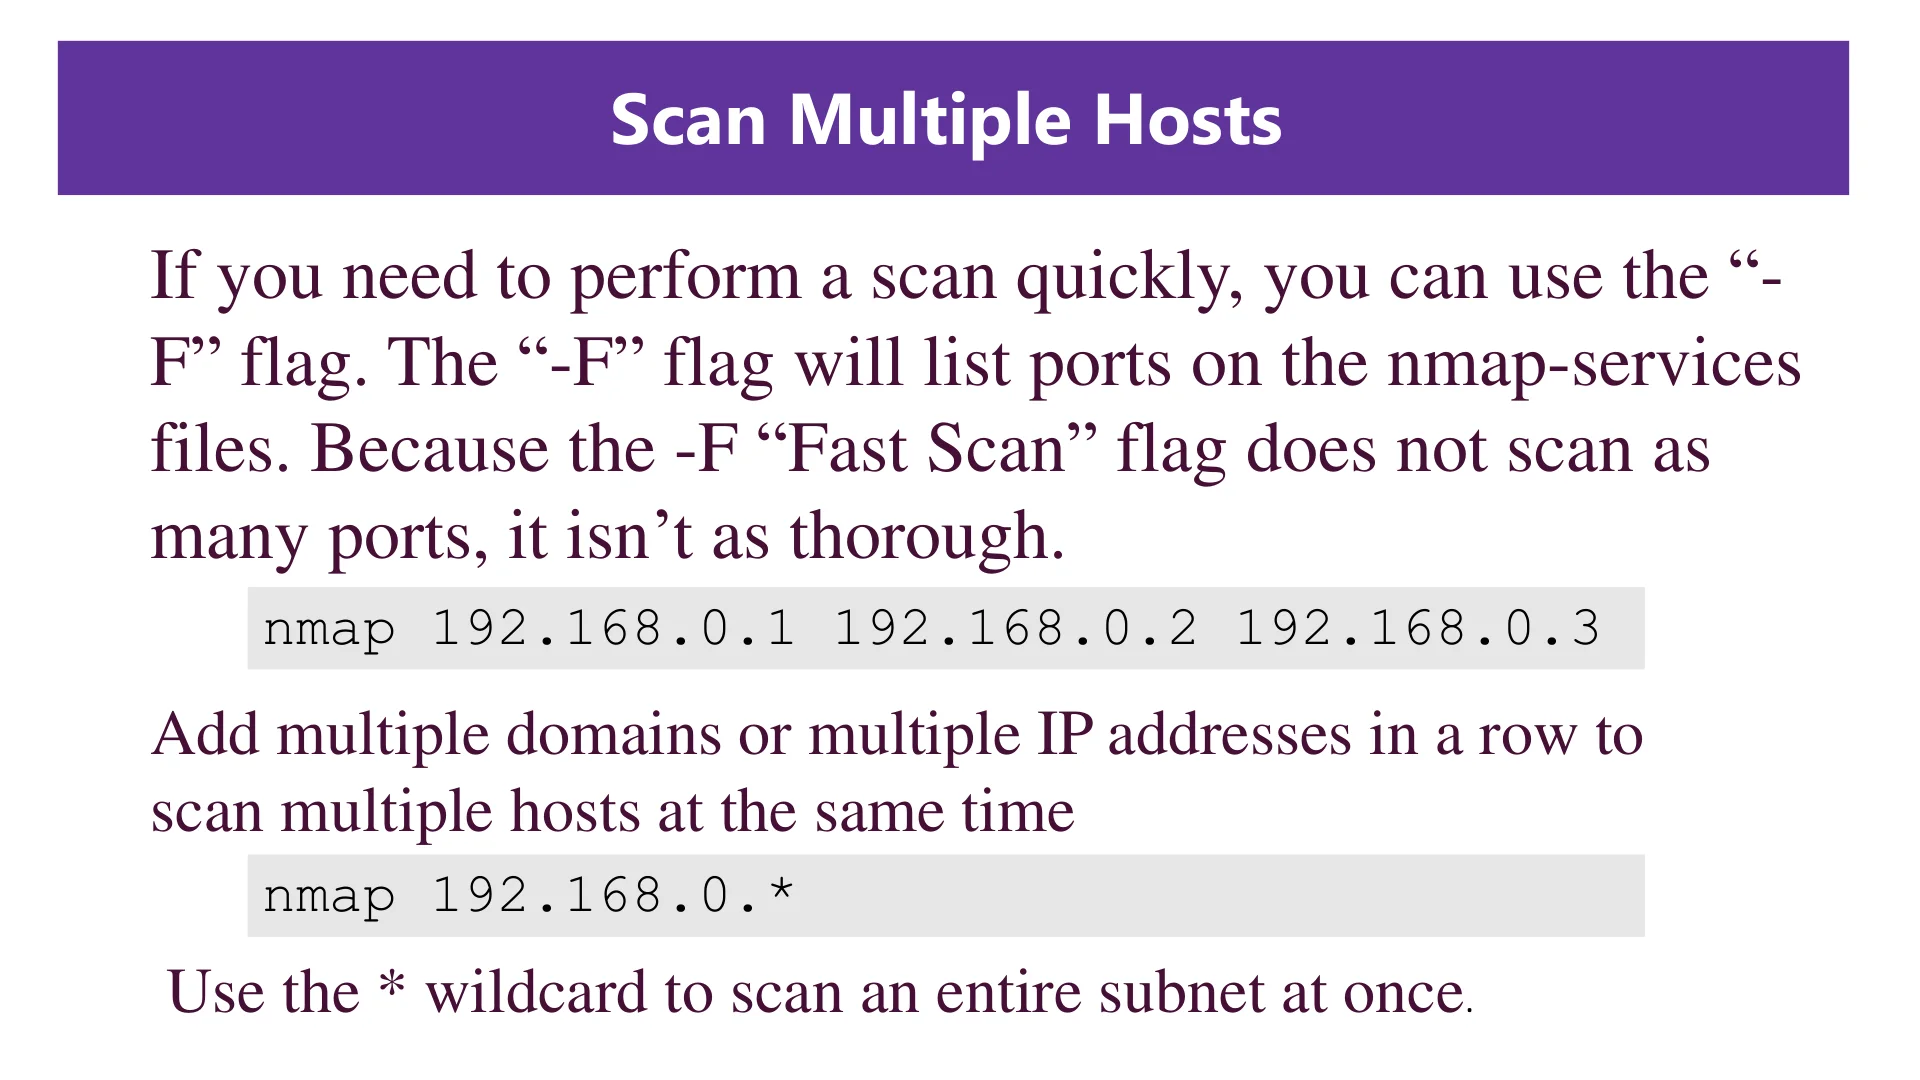 Scan Multiple Hosts
If you need to perform a scan quickly, you can use the “-
F” flag. The “-F” flag will list ports on the nmap-services
files. Because the -F “Fast Scan” flag does not scan as
many ports, it isn’t as thorough.
nmap 192.168.0.1 192.168.0.2 192.168.0.3
Add multiple domains or multiple IP addresses in a row to
scan multiple hosts at the same time
nmap 192.168.0.*
Use the * wildcard to scan an entire subnet at once.